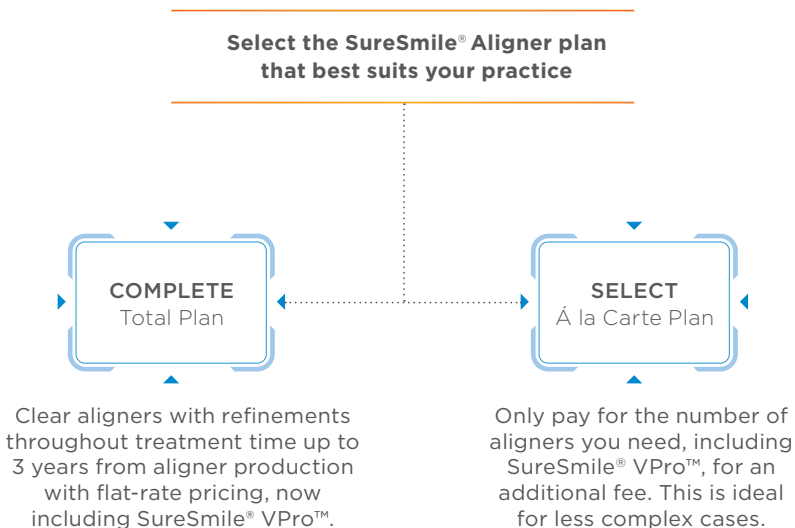 Select the SureSmile® Aligner plan
that best suits your practice
COMPLETE
Total Plan
Clear aligners with refinements
throughout treatment time up to
3 years from aligner production
with flat-rate pricing, now
including SureSmile® VPro™.
SELECT
Á la Carte Plan
Only pay for the number of
aligners you need, including
SureSmile® VPro™, for an
additional fee. This is ideal
for less complex cases.